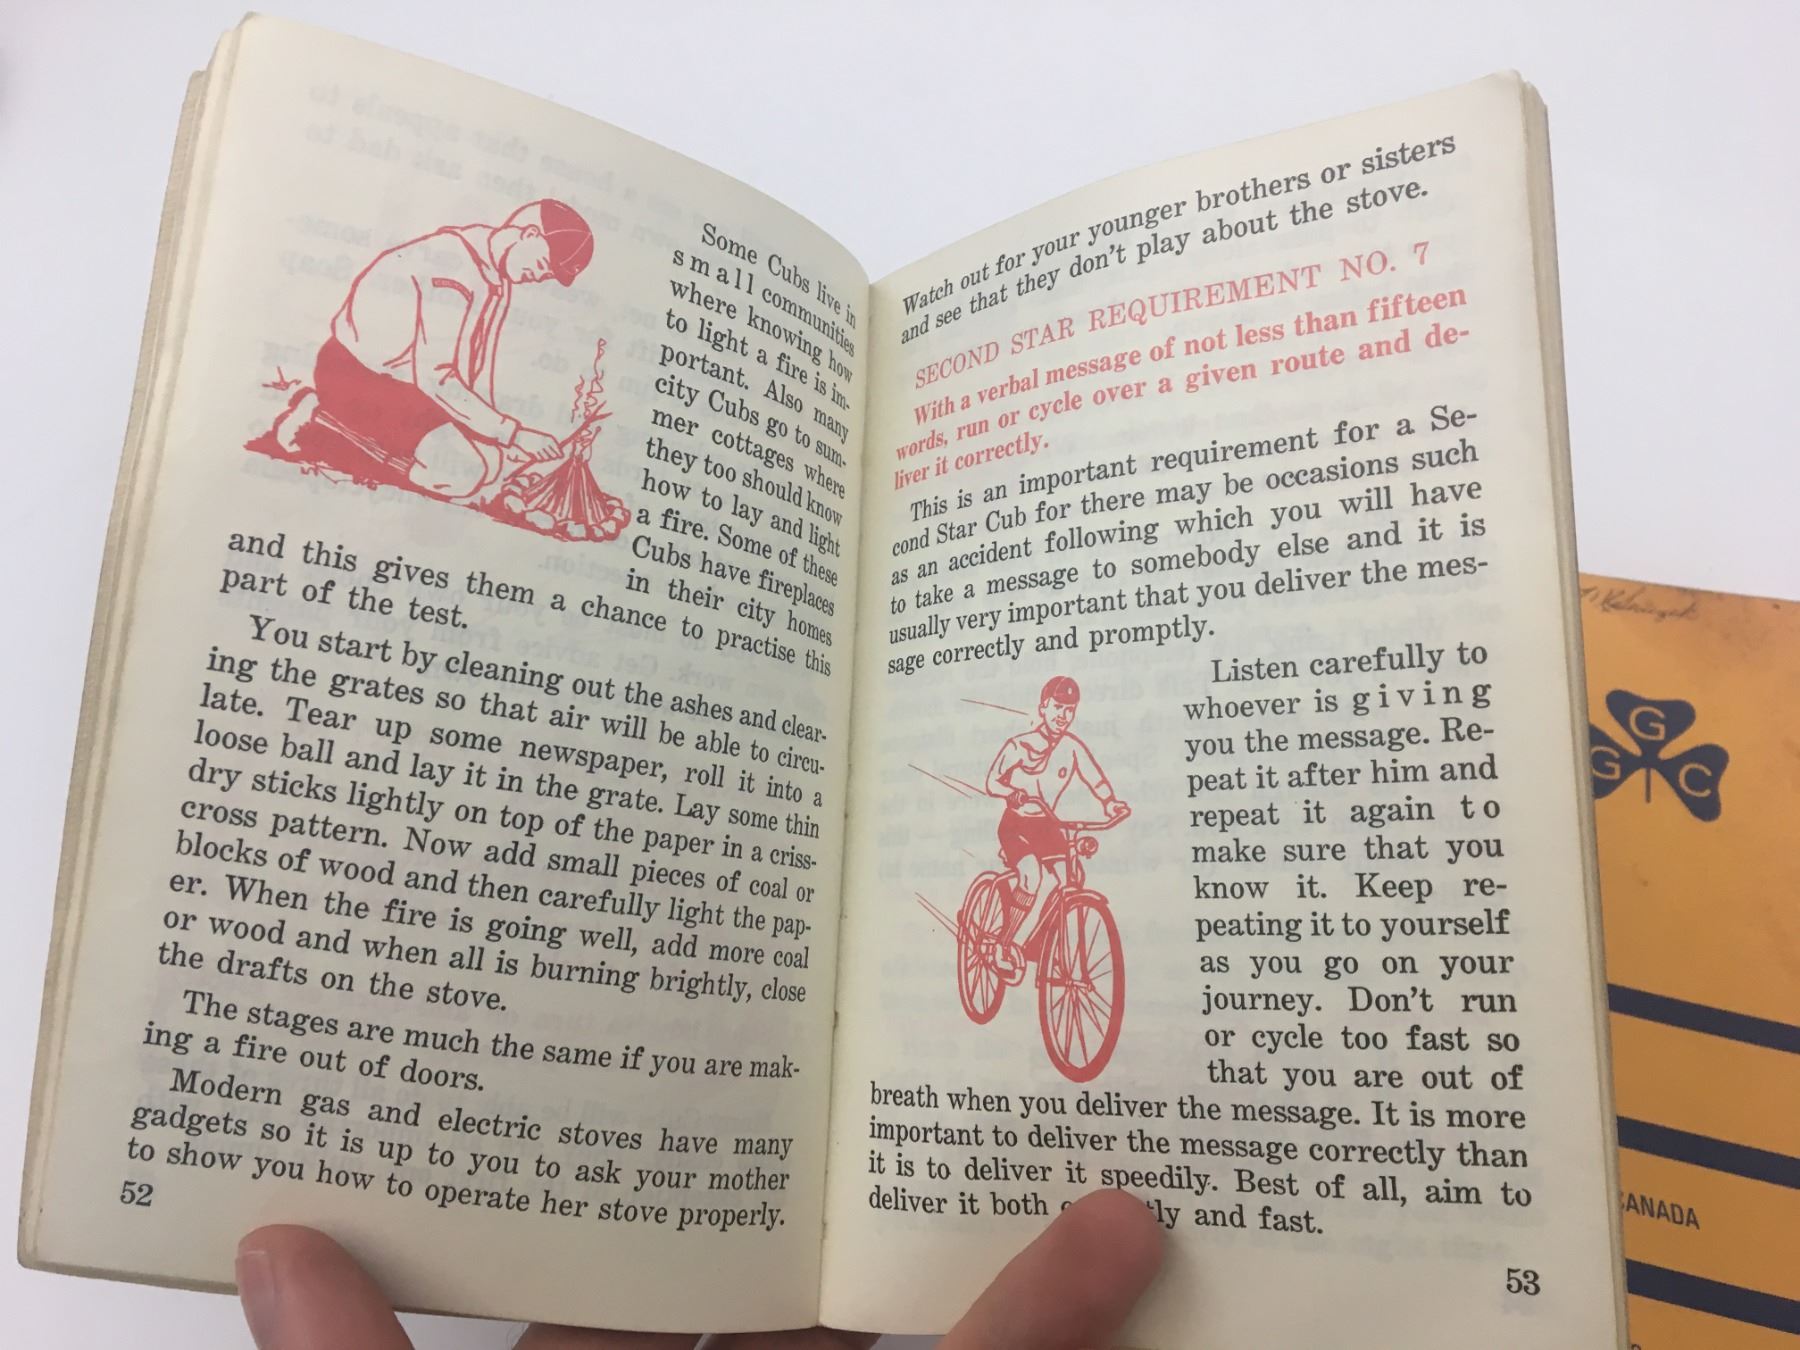 Some Cubs live in
small communities
where knowing how
to light a fire is im-
portant. Also many
city Cubs go to sum-
mer cottages where
they too should know
how to lay and light
a fire. Some of these
Cubs have fireplaces
in their city homes
and this gives them a chance to practise this
part of the test.
You start by cleaning out the ashes and clear-
ing the grates so that air will be able to circu-
late. Tear up some newspaper, roll it into a
loose ball and lay it in the grate. Lay some thin
dry sticks lightly on top of the paper in a criss-
cross pattern. Now add small pieces of coal or
blocks of wood and then carefully light the pap-
er. When the fire is going well, add more coal
or wood and when all is burning brightly, close
the drafts on the stove.
The stages are much the same if you are mak-
ing a fire out of doors.
Modern gas and electric stoves have many
gadgets so it is up to you to ask your mother
to show you how to operate her stove properly.
52
Watch out for your younger brothers or sisters
and see that they don't play about the stove.
SECOND STAR REQUIREMENT NO. 7
With a verbal message of not less than fifteen
words, run or cycle over a given route and de-
liver it correctly.
This is an important requirement for a Se-
cond Star Cub for there may be occasions such
as an accident following which you will have
to take a message to somebody else and it is
usually very important that you deliver the mes-
sage correctly and promptly.
Listen carefully to
whoever is giving
you the message. Re-
peat it after him and
repeat it again to
make sure that you
know it. Keep re-
peating it to yourself
as you go on your
journey. Don't run
or cycle too fast so
that you are out of
breath when you deliver the message. It is more
important to deliver the message correctly than
it is to deliver it speedily. Best of all, aim to
deliver it both and fast.
53
G
G C
CANADA